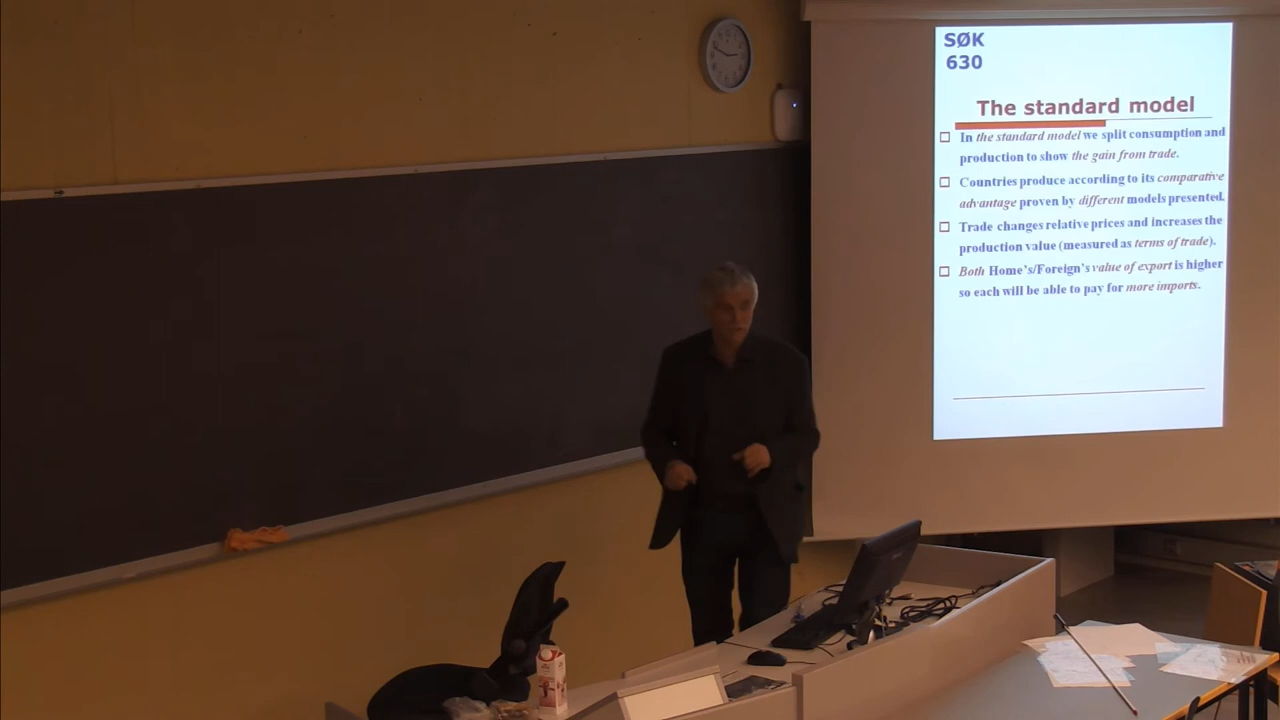 SØK
630
The standard model
In the standard model we split consumption and
production to show the gain from trade.
Countries produce according to its comparative
advantage proven by different models presented.
Trade changes relative prices and increases the
production value (measured as terms of trade).
Both Home's/Foreign's value of export is higher
so each will be able to pay for more imports.